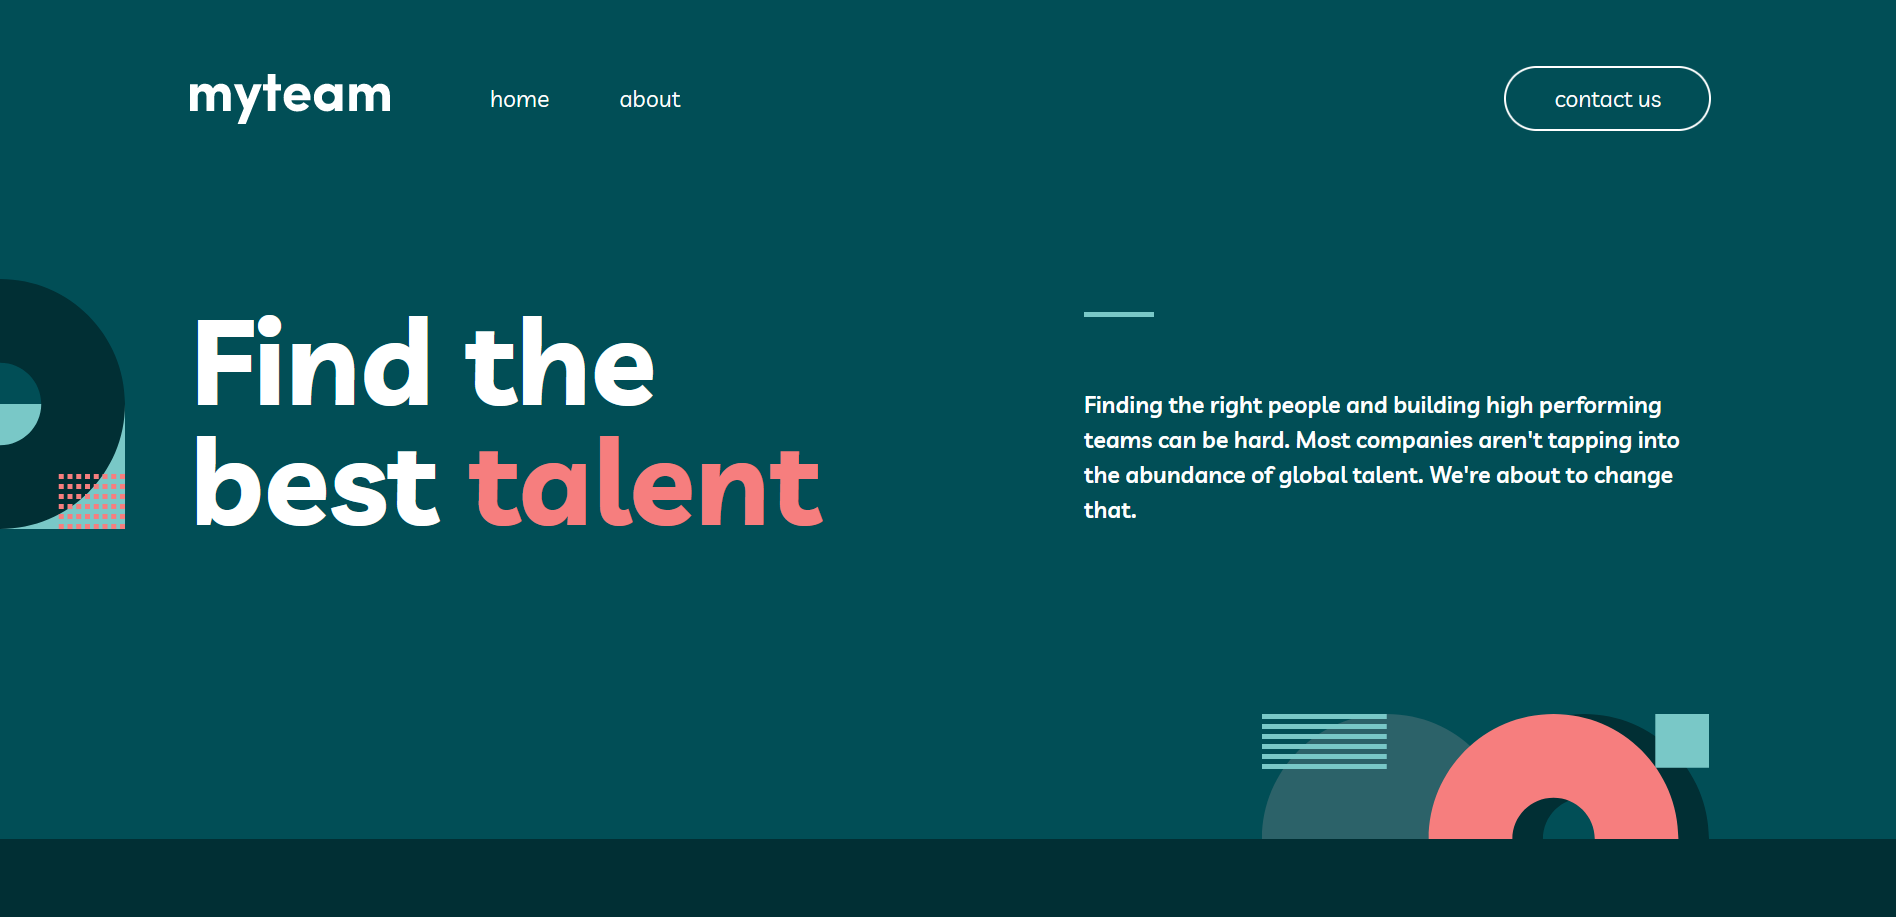 myteam
home
about
contact us
Find the
best talent
Finding the right people and building high performing
teams can be hard. Most companies aren't tapping into
the abundance of global talent. We're about to change
that.